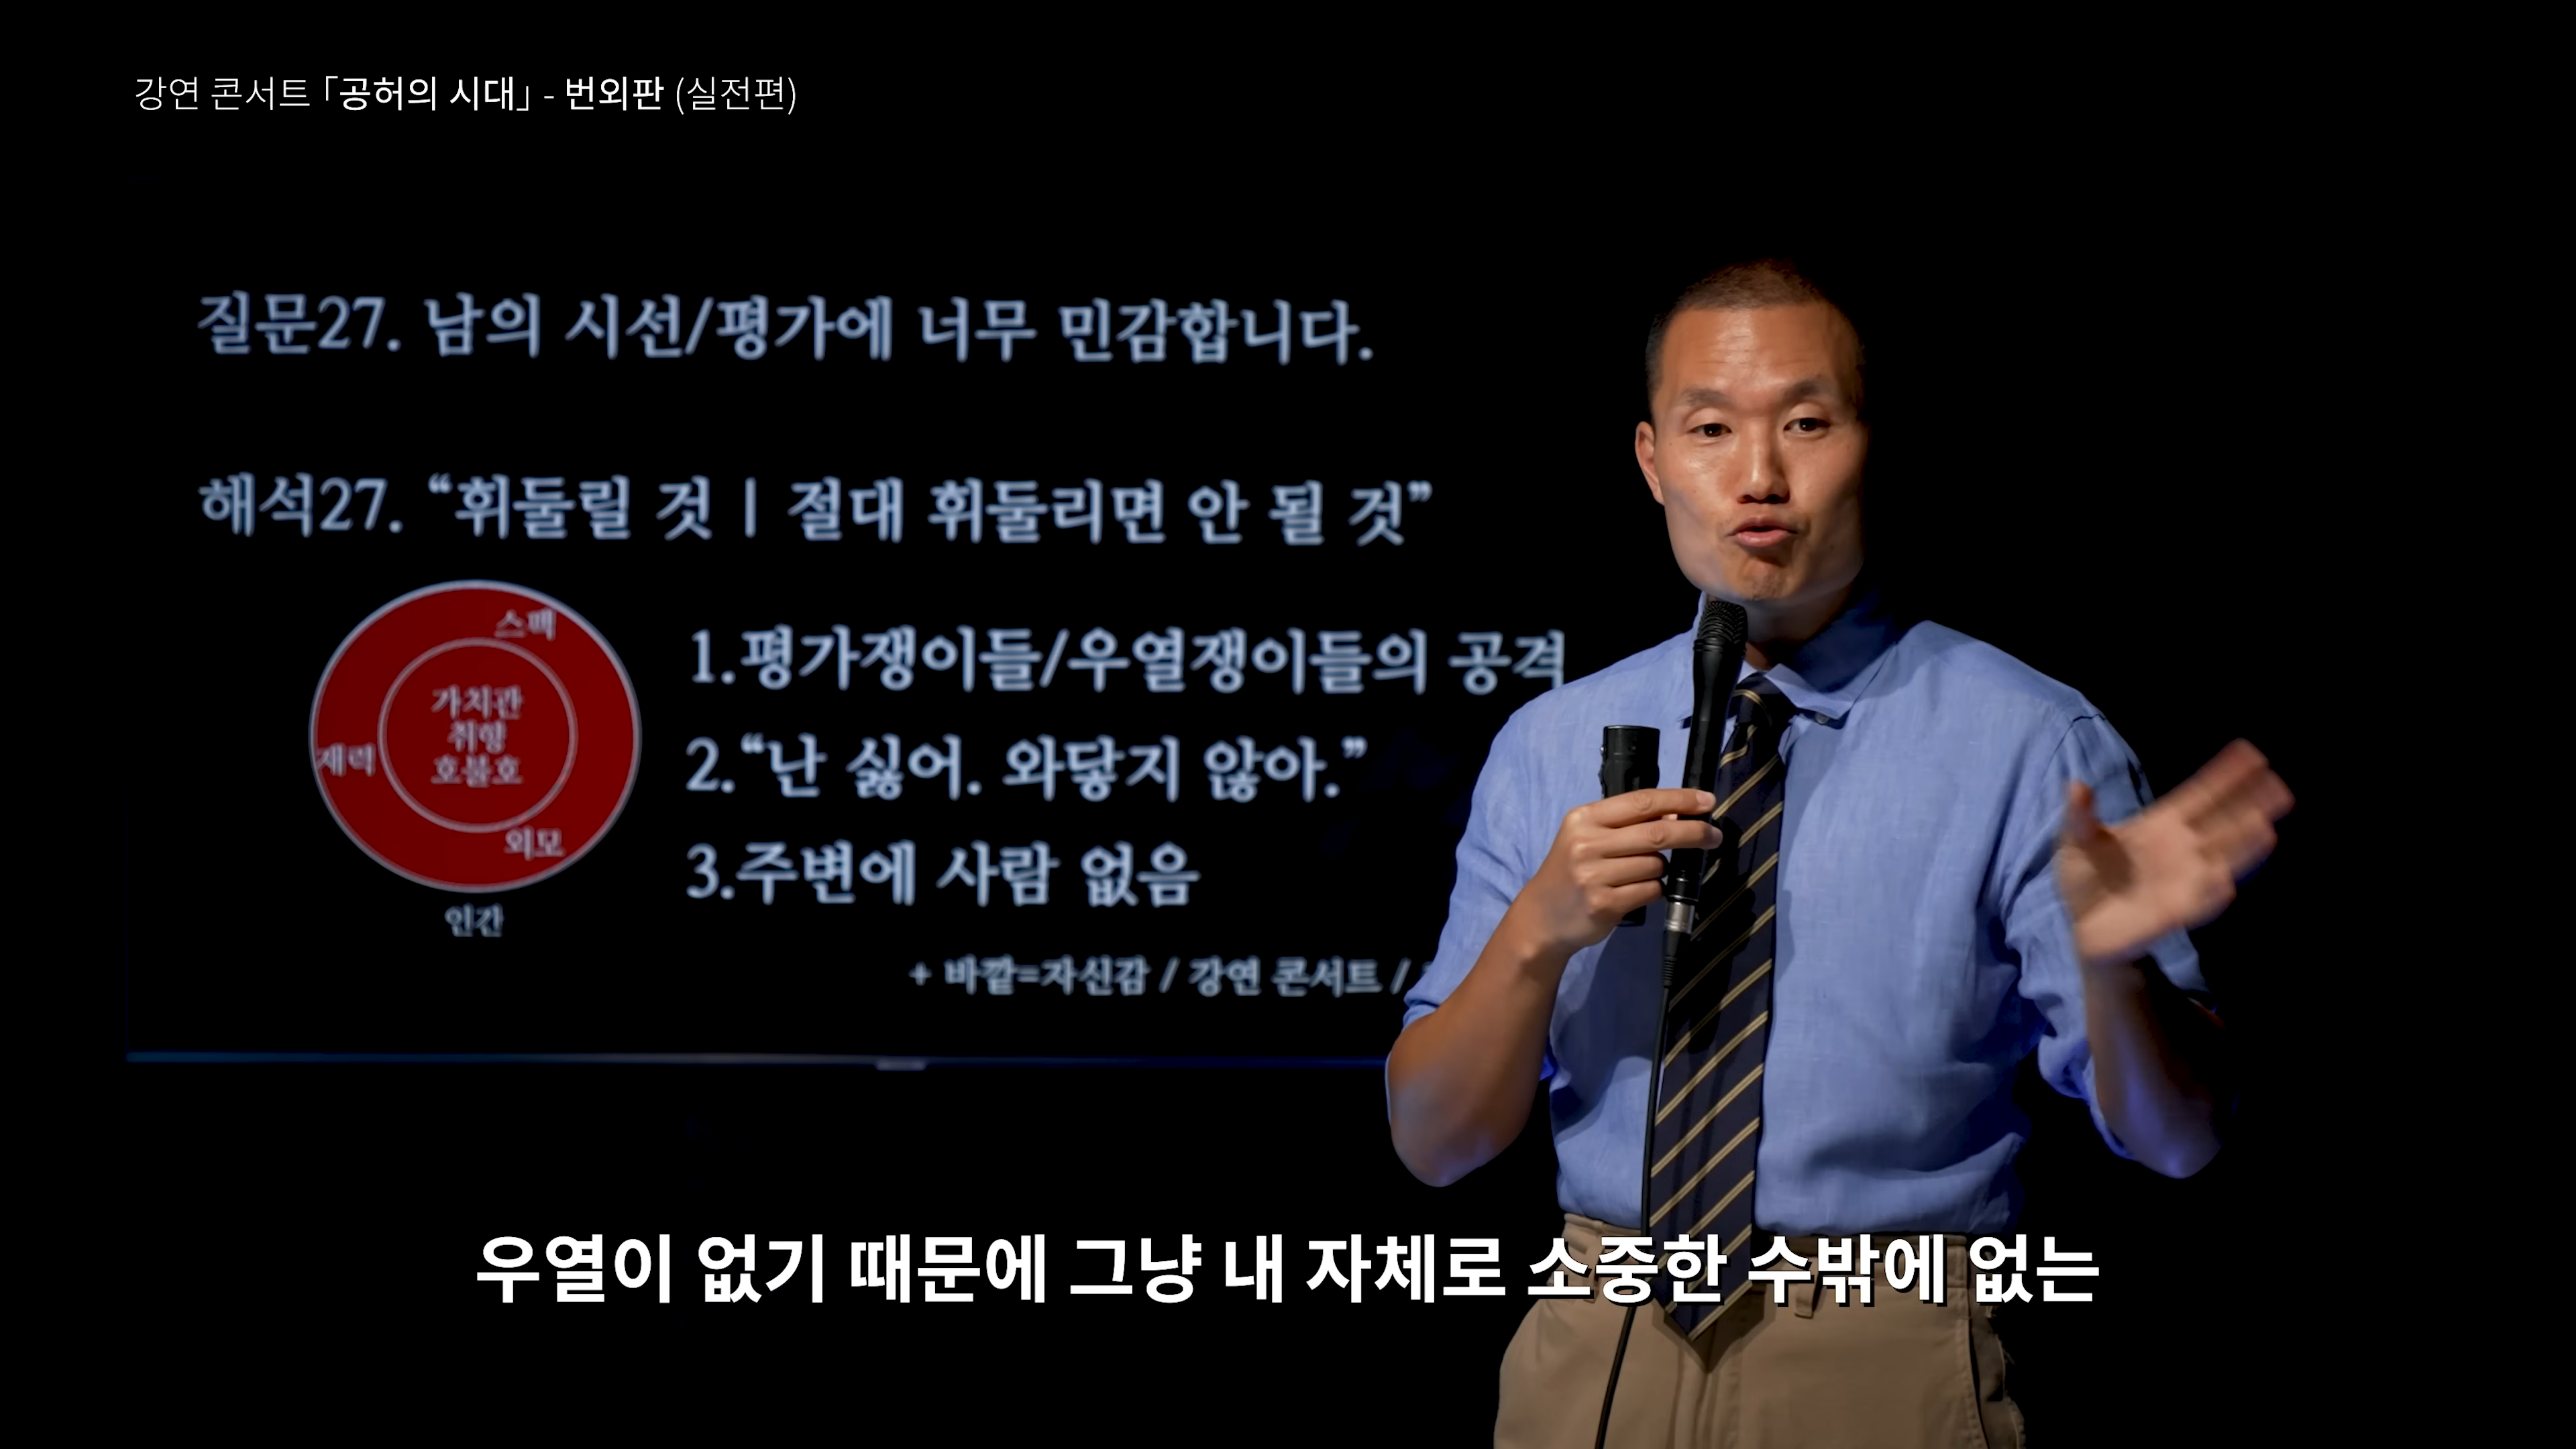 강연 콘서트 「공허의 시대」 - 번외판 (실전편)
질문27. 남의 시선/평가에 너무 민감합니다.
해석27. “휘둘릴 것 | 절대 휘둘리면 안 될 것”
스펙
가치관
취향
호불호
재력
외모
인간
1.평가쟁이들/우열쟁이들의 공격
2.“난 싫어. 와닿지 않아.”
3.주변에 사람 없음
+ 바깥=자신감 / 강연 콘서트 /
우열이 없기 때문에 그냥 내 자체로 소중한 수밖에 없는